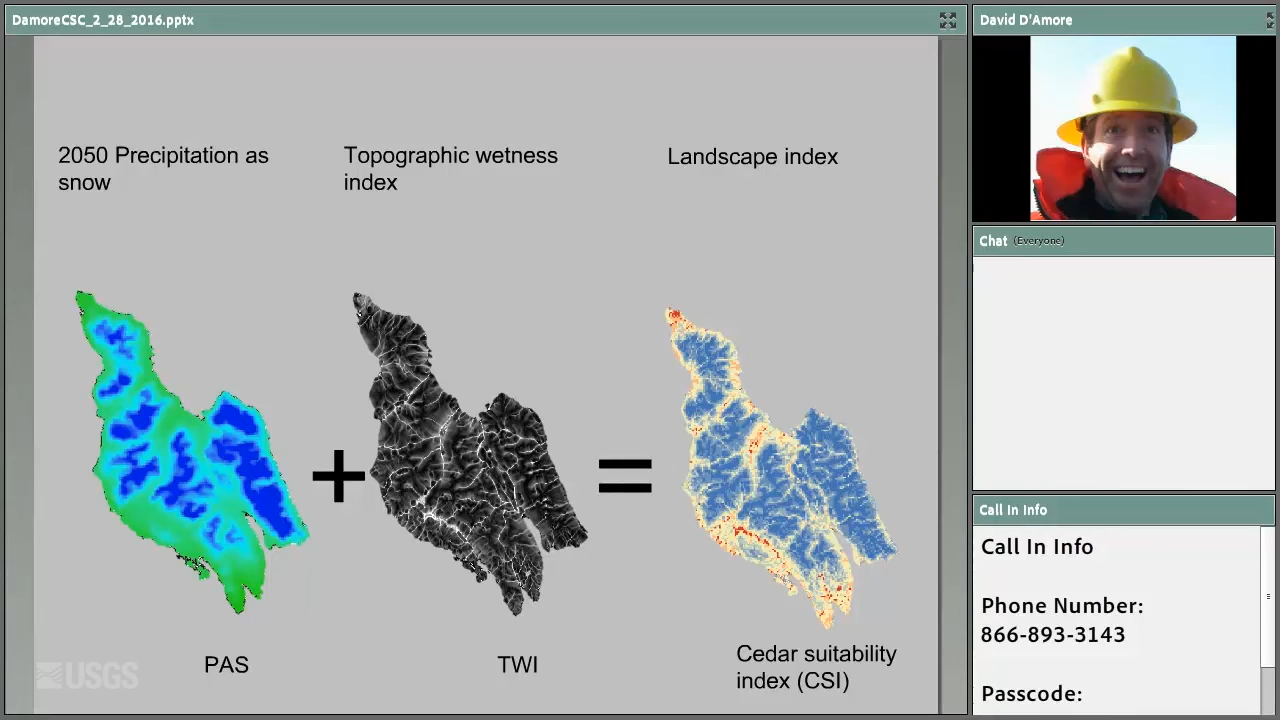 DamoreCSC_2_28_2016.pptx
David D'Amore
2050 Precipitation as
snow
Topographic wetness
index
Landscape index
Chat (Everyone)
+
=
Call In Info
Call In Info
Phone Number:
866-893-3143
Passcode:
PAS
TWI
Cedar suitability
index (CSI)
USGS